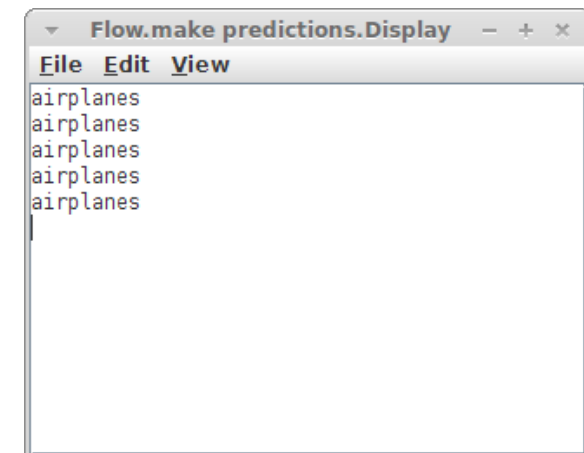 Flow.make predictions.Display
File Edit View
airplanes
airplanes
airplanes
airplanes
airplanes